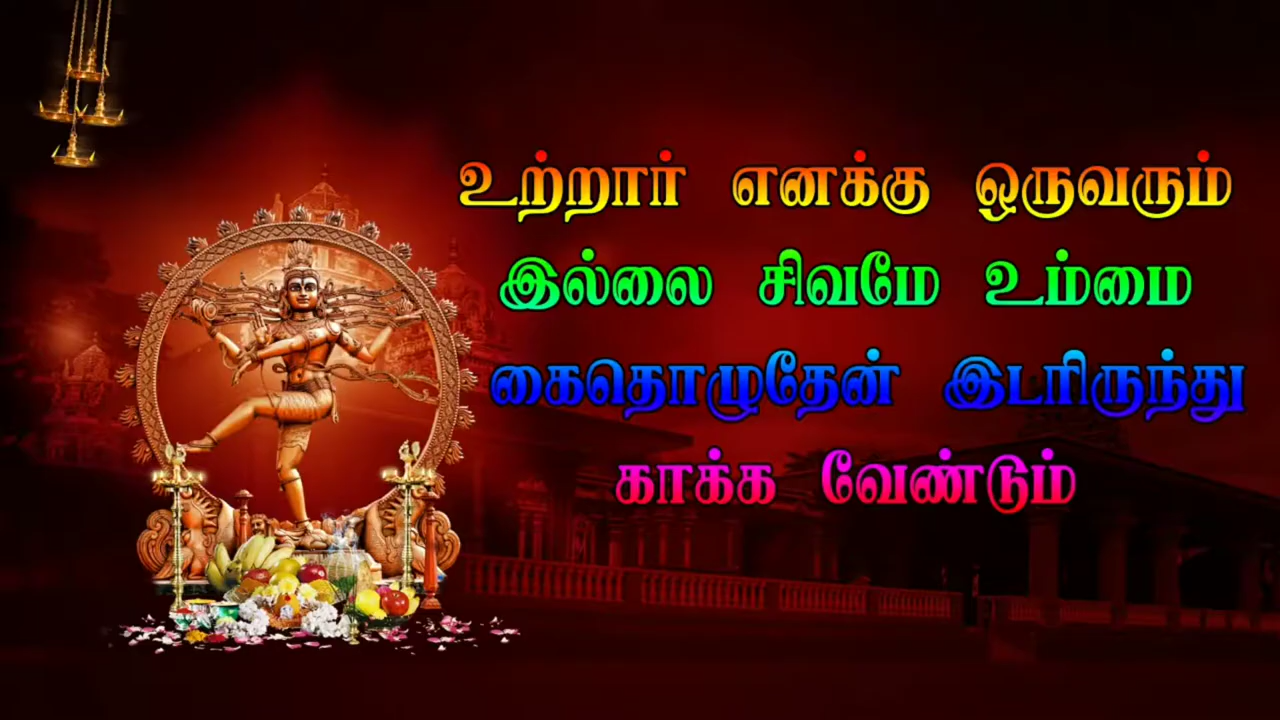 உற்றார் எனக்கு ஒருவரும்
இல்லை சிவமே உம்மை
கைதொழுதேன் இடரிருந்து
காக்க வேண்டும்